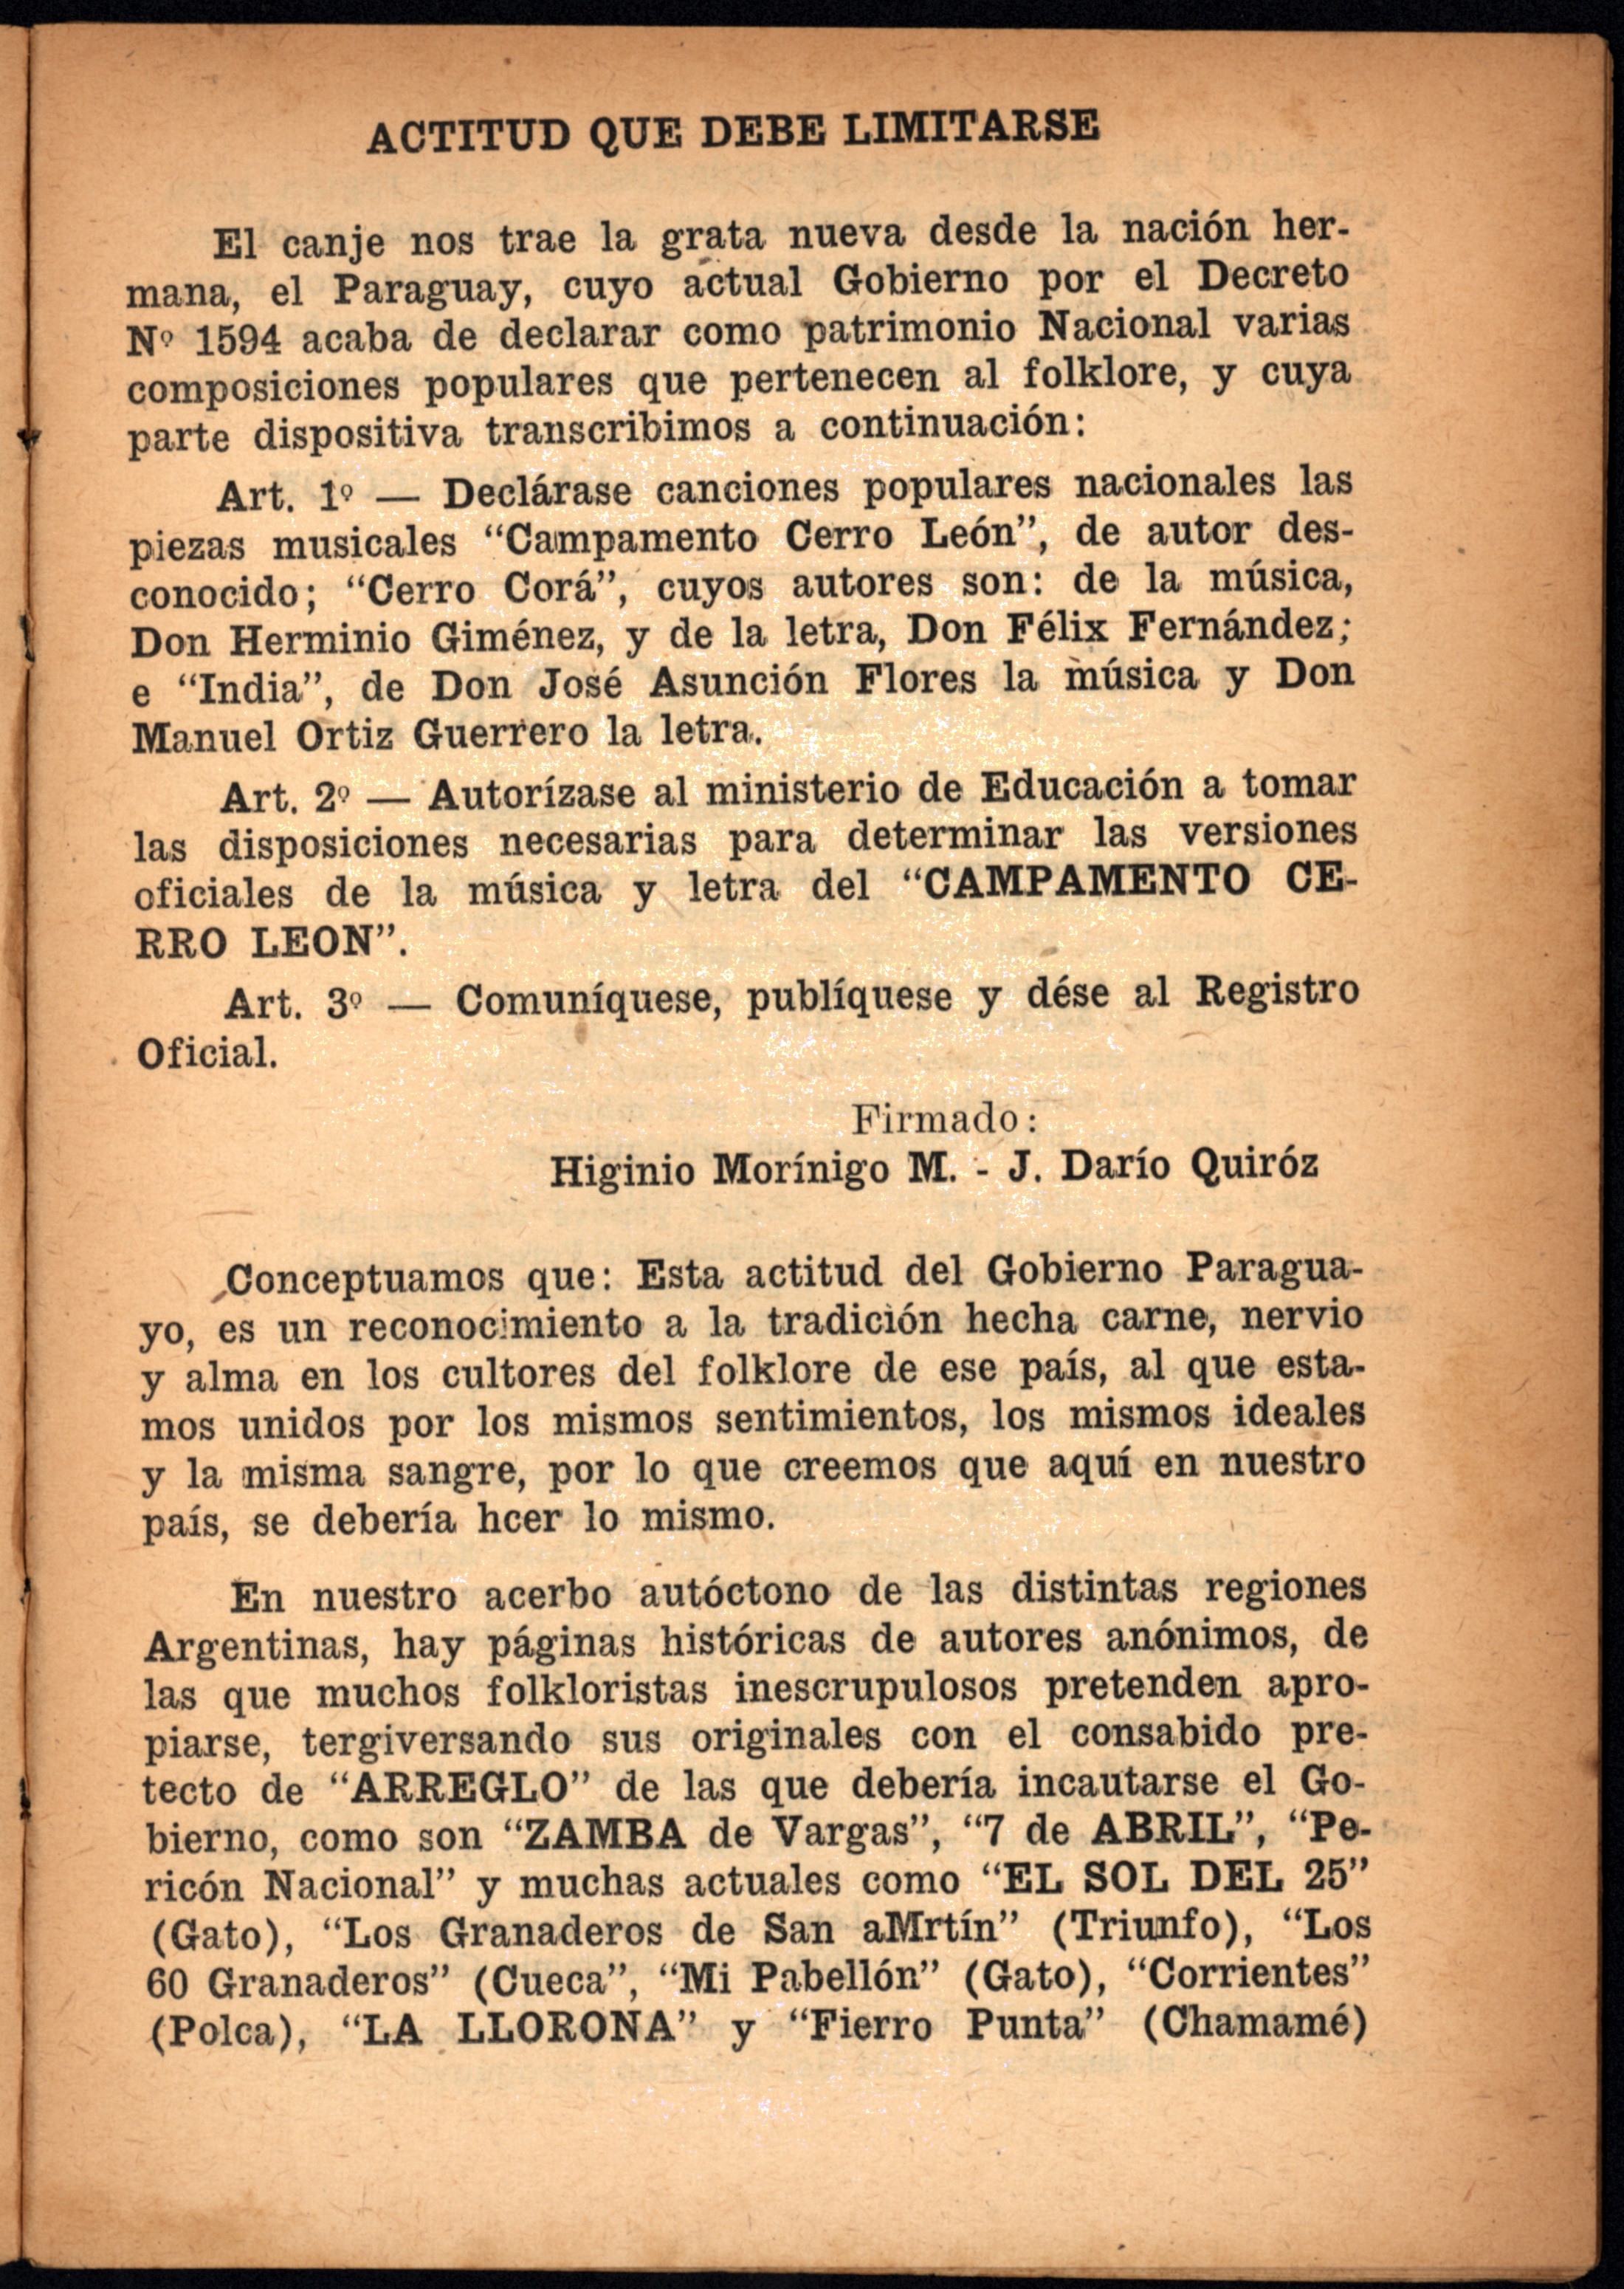 ACTITUD QUE DEBE LIMITARSE
El canje nos trae la grata nueva desde la nación her-
mana, el Paraguay, cuyo actual Gobierno por el Decreto
Nº 1594 acaba de declarar como patrimonio Nacional varias
composiciones populares que pertenecen al folklore, y cuya
parte dispositiva transcribimos a continuación:
Art. 1º — Declárase canciones populares nacionales las
piezas musicales “Campamento Cerro León”, de autor des-
conocido; “Cerro Corá”, cuyos autores son: de la música,
Don Herminio Giménez, y de la letra, Don Félix Fernández;
e “India”, de Don José Asunción Flores la música y Don
Manuel Ortiz Guerrero la letra.
Art. 2º — Autorízase al ministerio de Educación a tomar
las disposiciones necesarias para determinar las versiones
oficiales de la música y letra del “CAMPAMENTO CE-
RRO LEON”.
Art. 3º — Comuníquese, publíquese y dése al Registro
Oficial.
Firmado:
Higinio Morínigo M. - J. Darío Quiróz
Conceptuamos que: Esta actitud del Gobierno Paragua-
yo, es un reconocimiento a la tradición hecha carne, nervio
y alma en los cultores del folklore de ese país, al que esta-
mos unidos por los mismos sentimientos, los mismos ideales
y la misma sangre, por lo que creemos que aquí en nuestro
país, se debería hcer lo mismo.
En nuestro acerbo autóctono de las distintas regiones
Argentinas, hay páginas históricas de autores anónimos, de
las que muchos folkloristas inescrupulosos pretenden apro-
piarse, tergiversando sus originales con el consabido pre-
tecto de “ARREGLO” de las que debería incautarse el Go-
bierno, como son “ZAMBA de Vargas”, “7 de ABRIL”, “Pe-
ricón Nacional” y muchas actuales como “EL SOL DEL 25”
(Gato), “Los Granaderos de San aMrtín” (Triunfo), “Los
60 Granaderos” (Cueca”, “Mi Pabellón” (Gato), “Corrientes”
(Polca), “LA LLORONA” y “Fierro Punta” (Chamamé)